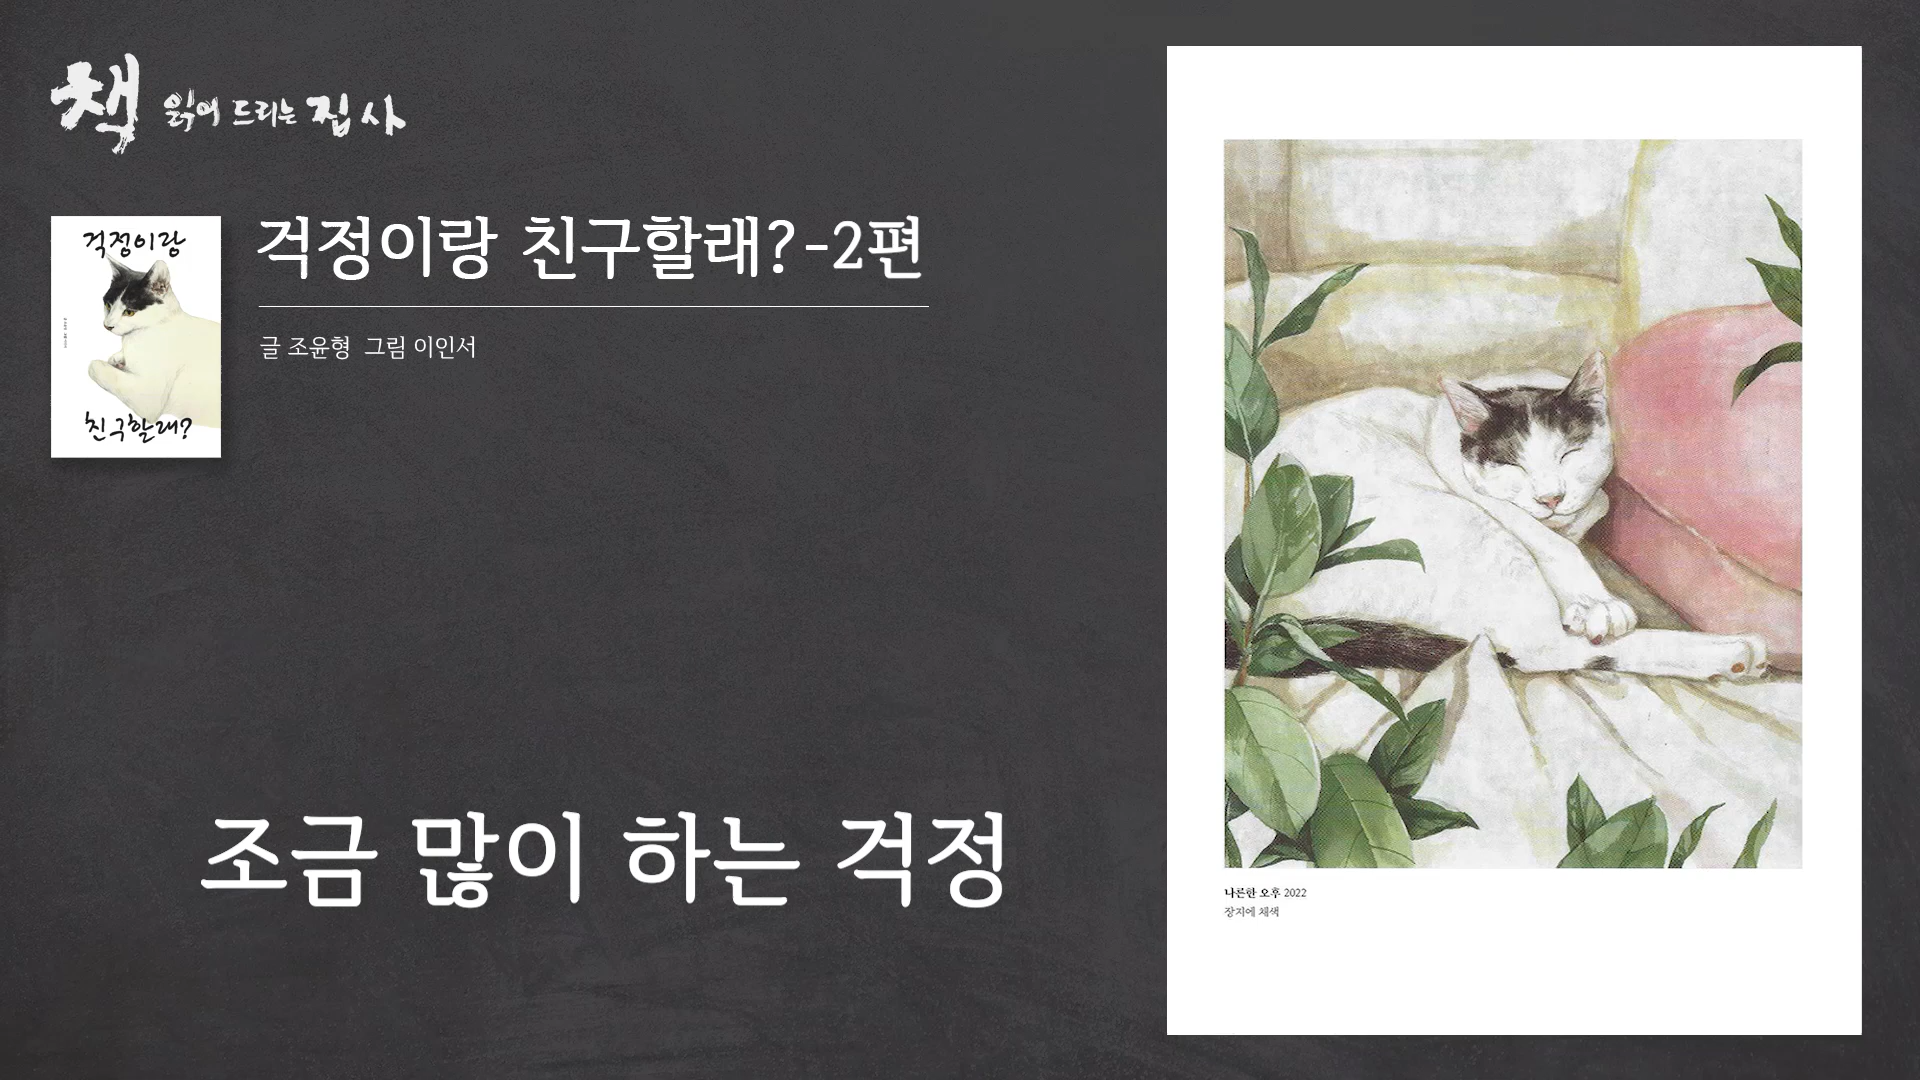 책 읽어 드리는 집사
걱정이랑
친구할래?
걱정이랑 친구할래?-2편
글 조윤형 그림 이인서
조금 많이 하는 걱정
나른한 오후 2022
장지에 채색